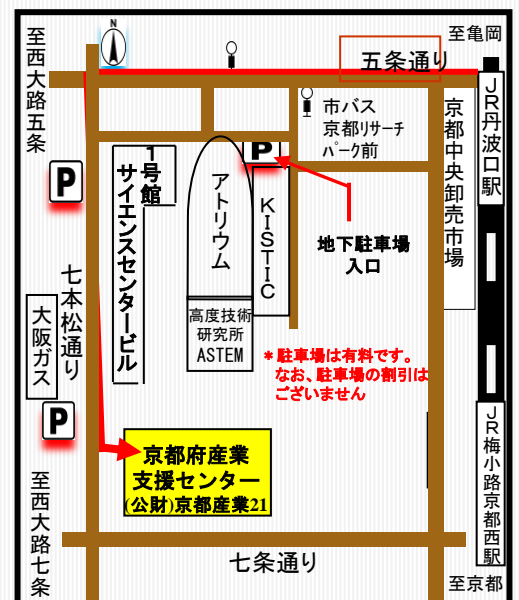 N
至亀岡
至西大路五条
五条通り
市バス
京都リサーチ
パーク前
京都中央卸売市場
JR丹波口駅
P
1号館
サイエンスセンタービル
アトリウム
P
KISTIC
地下駐車場
入口
七本松通り
大阪ガス
高度技術
研究所
ASTEM
*駐車場は有料です。
なお、駐車場の割引は
ございません
P
京都府産業
支援センター
(公財)京都産業21
JR梅小路京都西駅
至西大路七条
七条通り
至京都